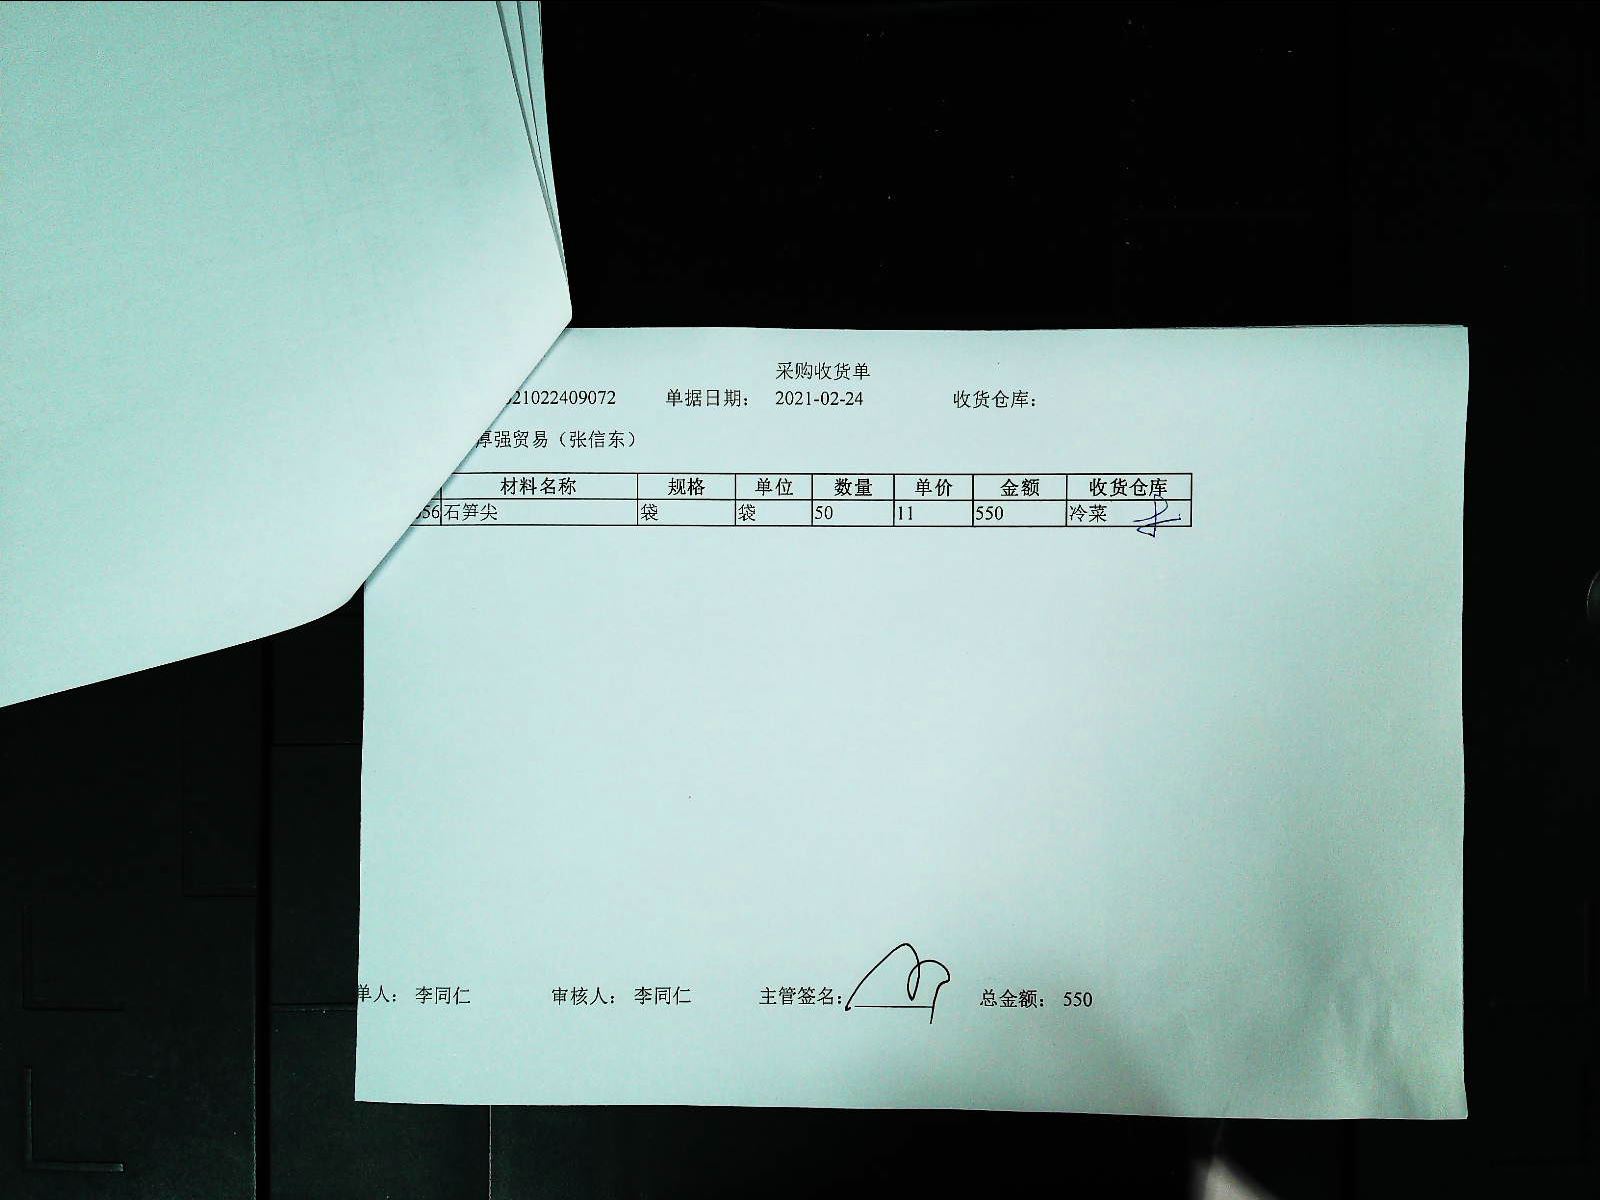 采购收货单
21022409072 单据日期： 2021-02-24 收货仓库：
厚强贸易（张信东）
材料名称 规格 单位 数量 单价 金额 收货仓库
56 石笋尖 袋 袋 50 11 550 冷菜
单人： 李同仁 审核人： 李同仁 主管签名： 总金额： 550